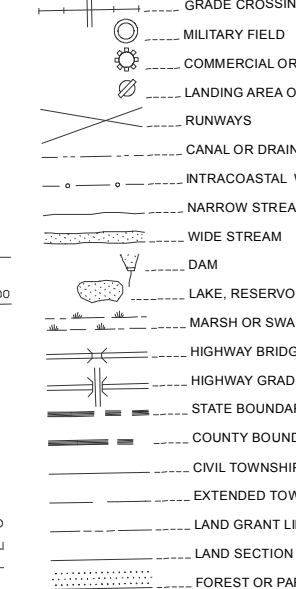 GRADE CROSSIN
MILITARY FIELD
COMMERCIAL OR
LANDING AREA O
RUNWAYS
CANAL OR DRAIN
INTRACOASTAL W
NARROW STREA
WIDE STREAM
DAM
LAKE, RESERVO
MARSH OR SWA
HIGHWAY BRIDG
HIGHWAY GRAD
STATE BOUNDAR
COUNTY BOUND
CIVIL TOWNSHIP
EXTENDED TOW
LAND GRANT LI
LAND SECTION
FOREST OR PAR